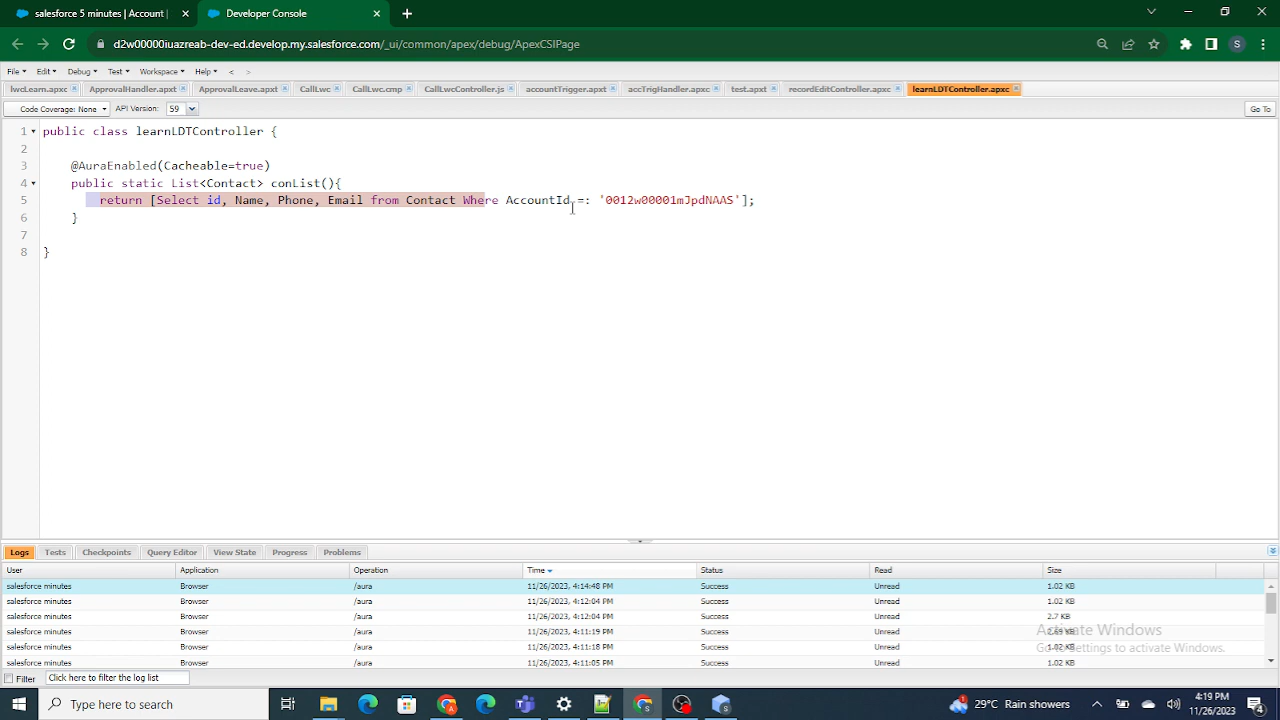 salesforce 5 minutes | Account |
Developer Console
d2w00000iuazreab-dev-ed.develop.my.salesforce.com/_ui/common/apex/debug/ApexCSIPage
S
File Edit Debug Test Workspace Help < >
lwcLearn.apxc ApprovalHandler.apxt ApprovalLeave.apxt CallLwc CallLwc.cmp CallLwcController.js accountTrigger.apxt accTrigHandler.apxc test.apxt recordEditController.apxc learnLDTController.apxc
Code Coverage: None API Version: 59 Go To
1 public class learnLDTController {
2
3 @AuraEnabled(Cacheable=true)
4 public static List<Contact> conList(){
5 return [Select id, Name, Phone, Email from Contact Where AccountId =: '0012w00001mJpdNAAS'];
6 }
7
8 }
Logs Tests Checkpoints Query Editor View State Progress Problems
User Application Operation Time Status Read Size
salesforce minutes Browser /aura 11/26/2023, 4:14:48 PM Success Unread 1.02 KB
salesforce minutes Browser /aura 11/26/2023, 4:12:04 PM Success Unread 1.02 KB
salesforce minutes Browser /aura 11/26/2023, 4:12:04 PM Success Unread 2.7 KB
salesforce minutes Browser /aura 11/26/2023, 4:11:19 PM Success Unread 2.69 KB
salesforce minutes Browser /aura 11/26/2023, 4:11:18 PM Success Unread 1.02 KB
salesforce minutes Browser /aura 11/26/2023, 4:11:05 PM Success Unread 1.02 KB
Activate Windows
Go to Settings to activate Windows.
Filter Click here to filter the log list
Type here to search
29°C Rain showers
4:19 PM
11/26/2023